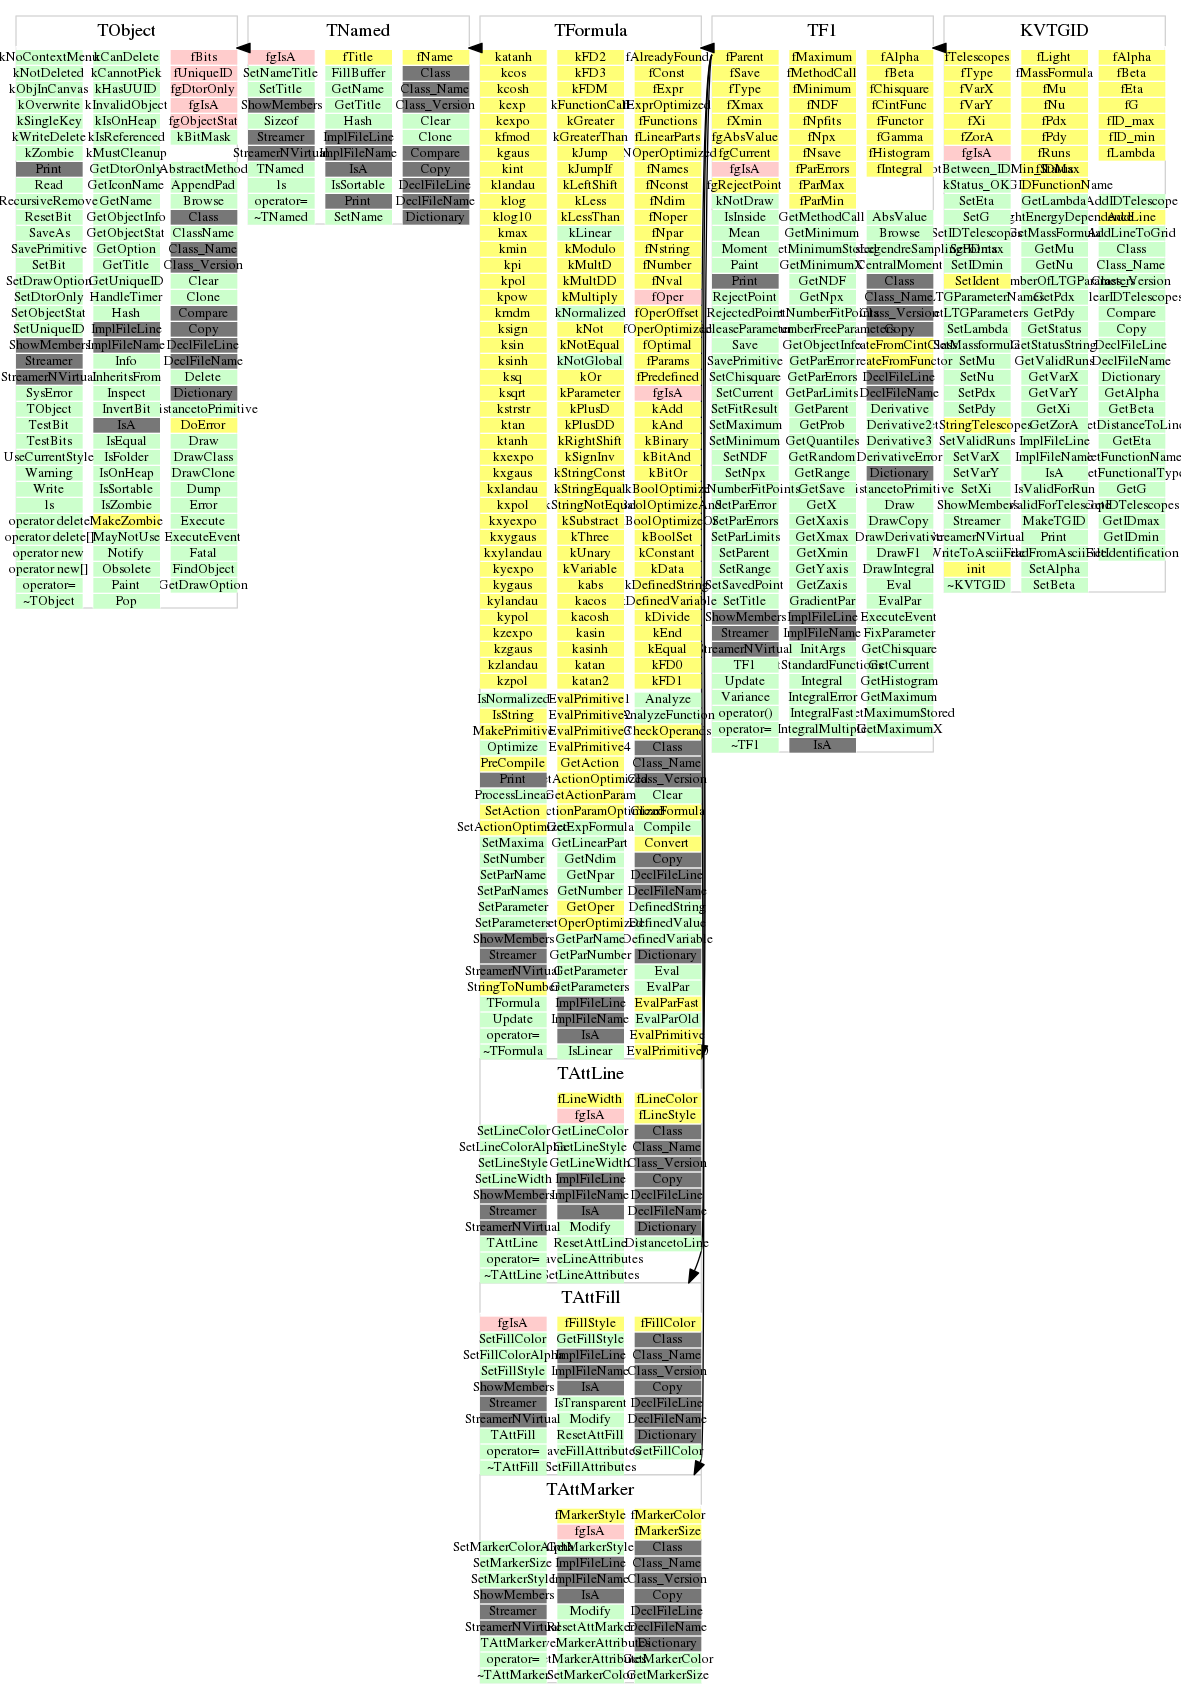 TObject
kNoContextMenu kCanDelete fBits
kNotDeleted kCannotPick fUniqueID
kObjInCanvas kHasUUID fgDtorOnly
kOverwrite kInvalidObject fgIsA
kSingleKey kIsOnHeap fgObjectStat
kWriteDelete kIsReferenced kBitMask
kZombie kMustCleanup
Print GetDtorOnly AbstractMethod
Read GetIconName AppendPad
RecursiveRemove GetName Browse
ResetBit GetObjectInfo Class
SaveAs GetObjectStat ClassName
SavePrimitive GetOption Class_Name
SetBit GetTitle Class_Version
SetDrawOption GetUniqueID Clear
SetDtorOnly HandleTimer Clone
SetObjectStat Hash Compare
SetUniqueID ImplFileLine Copy
ShowMembers ImplFileName DeclFileLine
Streamer Info DeclFileName
StreamerNVirtual InheritsFrom Delete
SysError Inspect Dictionary
TObject InvertBit istancetoPrimitive
TestBit IsA DoError
TestBits IsEqual Draw
UseCurrentStyle IsFolder DrawClass
Warning IsOnHeap DrawClone
Write IsSortable Dump
ls IsZombie Error
operator delete MakeZombie Execute
operator delete[] MayNotUse ExecuteEvent
operator new Notify Fatal
operator new[] Obsolete FindObject
operator= Paint GetDrawOption
~TObject Pop
TNamed
fgIsA fTitle fName
SetNameTitle FillBuffer Class
SetTitle GetName Class_Name
ShowMembers GetTitle Class_Version
Sizeof Hash Clear
Streamer ImplFileLine Clone
StreamerNVirtual ImplFileName Compare
TNamed IsA Copy
ls IsSortable DeclFileLine
operator= Print DeclFileName
~TNamed SetName Dictionary
TFormula
katanh kFD2 fAlreadyFound
kcos kFD3 fConst
kcosh kFDM fExpr
kexp kFunctionCall fExprOptimized
kexpo kGreater fFunctions
kfmod kGreaterThan fLinearParts
kgaus kJump fNOperOptimized
kint kJumpIf fNames
klandau kLeftShift fNconst
klog kLess fNdim
klog10 kLessThan fNoper
kmax kLinear fNpar
kmin kModulo fNstring
kpi kMultD fNumber
kpol kMultDD fNval
kpow kMultiply fOper
krndm kNormalized fOperOffset
ksign kNot fOperOptimized
ksin kNotEqual fOptimal
ksinh kNotGlobal fParams
ksq kOr fPredefined
ksqrt kParameter fgIsA
kstrstr kPlusD kAdd
ktan kPlusDD kAnd
ktanh kRightShift kBinary
kxexpo kSignInv kBitAnd
kxgaus kStringConst kBitOr
kxlandau kStringEqual kBoolOptimize
kxpol kStringNotEqual kBoolOptimizeAnd
kxyexpo kSubstract kBoolOptimizeOr
kxygaus kThree kBoolSet
kxylandau kUnary kConstant
kyexpo kVariable kData
kygaus kabs kDefinedString
kylandau kacos kDefinedVariable
kypol kacosh kDivide
kzexpo kasin kEnd
kzgaus kasinh kEqual
kzlandau katan kFD0
kzpol katan2 kFD1
IsNormalized EvalPrimitive1 Analyze
IsString EvalPrimitive2 AnalyzeFunction
MakePrimitive EvalPrimitive3 CheckOperands
Optimize EvalPrimitive4 Class
PreCompile GetAction Class_Name
Print tActionOptimized Class_Version
ProcessLinear GetActionParam Clear
SetAction ctionParamOptimized ClearFormula
SetActionOptimized GetExpFormula Compile
SetMaxima GetLinearPart Convert
SetNumber GetNdim Copy
SetParName GetNpar DeclFileLine
SetParNames GetNumber DeclFileName
SetParameter GetOper DefinedString
SetParameters etOperOptimized DefinedValue
ShowMembers GetParName DefinedVariable
Streamer GetParNumber Dictionary
StreamerNVirtual GetParameter Eval
StringToNumber GetParameters EvalPar
TFormula ImplFileLine EvalParFast
Update ImplFileName EvalParOld
operator= IsA EvalPrimitive
~TFormula IsLinear EvalPrimitive0
TF1
fParent fMaximum fAlpha
fSave fMethodCall fBeta
fType fMinimum fChisquare
fXmax fNDF fCintFunc
fXmin fNpfits fFunctor
fgAbsValue fNpx fGamma
fgCurrent fNsave fHistogram
fgIsA fParErrors fIntegral
fgRejectPoint fParMax
kNotDraw fParMin
IsInside GetMethodCall AbsValue
Mean GetMinimum Browse
Moment etMinimumStored
Paint GetMinimumX CentralMoment
Print GetNDF Class
RejectPoint GetNpx Class_Name
RejectedPoint etNumberFitPoints Class_Version
eleaseParameter mberFreeParameters Copy
Save GetObjectInfo eateFromCintClass
SavePrimitive GetParError reateFromFunctor
SetChisquare GetParErrors DeclFileLine
SetCurrent GetParLimits DeclFileName
SetFitResult GetParent Derivative
SetMaximum GetProb Derivative2
SetMinimum GetQuantiles Derivative3
SetNDF GetRandom DerivativeError
SetNpx GetRange Dictionary
NumberFitPoints GetSave istancetoPrimitive
SetParError GetX Draw
SetParErrors GetXaxis DrawCopy
SetParLimits GetXmax DrawDerivative
SetParent GetXmin DrawF1
SetRange GetYaxis DrawIntegral
SetSavedPoint GetZaxis Eval
SetTitle GradientPar EvalPar
ShowMembers ImplFileLine ExecuteEvent
Streamer ImplFileName FixParameter
StreamerNVirtual InitArgs GetChisquare
TF1 tStandardFunctions GetCurrent
Update Integral GetHistogram
Variance IntegralError GetMaximum
operator() IntegralFast etMaximumStored
operator= IntegralMultiple GetMaximumX
~TF1 IsA
KVTGID
fTelescopes fLight fAlpha
fType fMassFormula fBeta
fVarX fMu fEta
fVarY fNu fG
fXi fPdx fID_max
fZorA fPdy fID_min
fgIsA fRuns fLambda
kStatus_OK GIDFunctionName
SetEta GetLambda AddIDTelescope
SetG ghtEnergyDependence AddLine
SetIDTelescopes GetMassFormula AddLineToGrid
SetIDmax GetMu Class
SetIDmin GetNu Class_Name
SetIdent mberOfLTGParameters Class_Version
LTGParameterNames GetPdx learIDTelescopes
etLTGParameters GetPdy Compare
SetLambda GetStatus Copy
SetMassformula GetStatusString DeclFileLine
SetMu GetValidRuns DeclFileName
SetNu GetVarX Dictionary
SetPdx GetVarY GetAlpha
SetPdy GetXi GetBeta
etStringTelescopes GetZorA etDistanceToLine
SetValidRuns ImplFileLine GetEta
SetVarX ImplFileName etFunctionName
SetVarY IsA etFunctionalType
SetXi IsValidForRun GetG
ShowMembers ValidForTelescope GetIDTelescopes
Streamer MakeTGID GetIDmax
StreamerNVirtual Print GetIDmin
WriteToAsciiFile adFromAsciiFile GetIdentification
init SetAlpha
~KVTGID SetBeta
TAttLine
fLineWidth fLineColor
fgIsA fLineStyle
SetLineColor GetLineColor Class
SetLineColorAlpha GetLineStyle Class_Name
SetLineStyle GetLineWidth Class_Version
SetLineWidth ImplFileLine Copy
ShowMembers ImplFileName DeclFileLine
Streamer IsA DeclFileName
StreamerNVirtual Modify Dictionary
TAttLine ResetAttLine DistancetoLine
operator= aveLineAttributes
~TAttLine SetLineAttributes
TAttFill
fgIsA fFillStyle fFillColor
SetFillColor GetFillStyle Class
SetFillColorAlpha ImplFileLine Class_Name
SetFillStyle ImplFileName Class_Version
ShowMembers IsA Copy
Streamer IsTransparent DeclFileLine
StreamerNVirtual Modify DeclFileName
TAttFill ResetAttFill Dictionary
operator= aveFillAttributes GetFillColor
~TAttFill SetFillAttributes
TAttMarker
fMarkerStyle fMarkerColor
fgIsA fMarkerSize
SetMarkerColorAlpha GetMarkerStyle Class
SetMarkerSize ImplFileLine Class_Name
SetMarkerStyle ImplFileName Class_Version
ShowMembers IsA Copy
Streamer Modify DeclFileLine
StreamerNVirtual ResetAttMarker DeclFileName
TAttMarker veMarkerAttributes Dictionary
operator= tMarkerAttributes GetMarkerColor
~TAttMarker SetMarkerColor GetMarkerSize